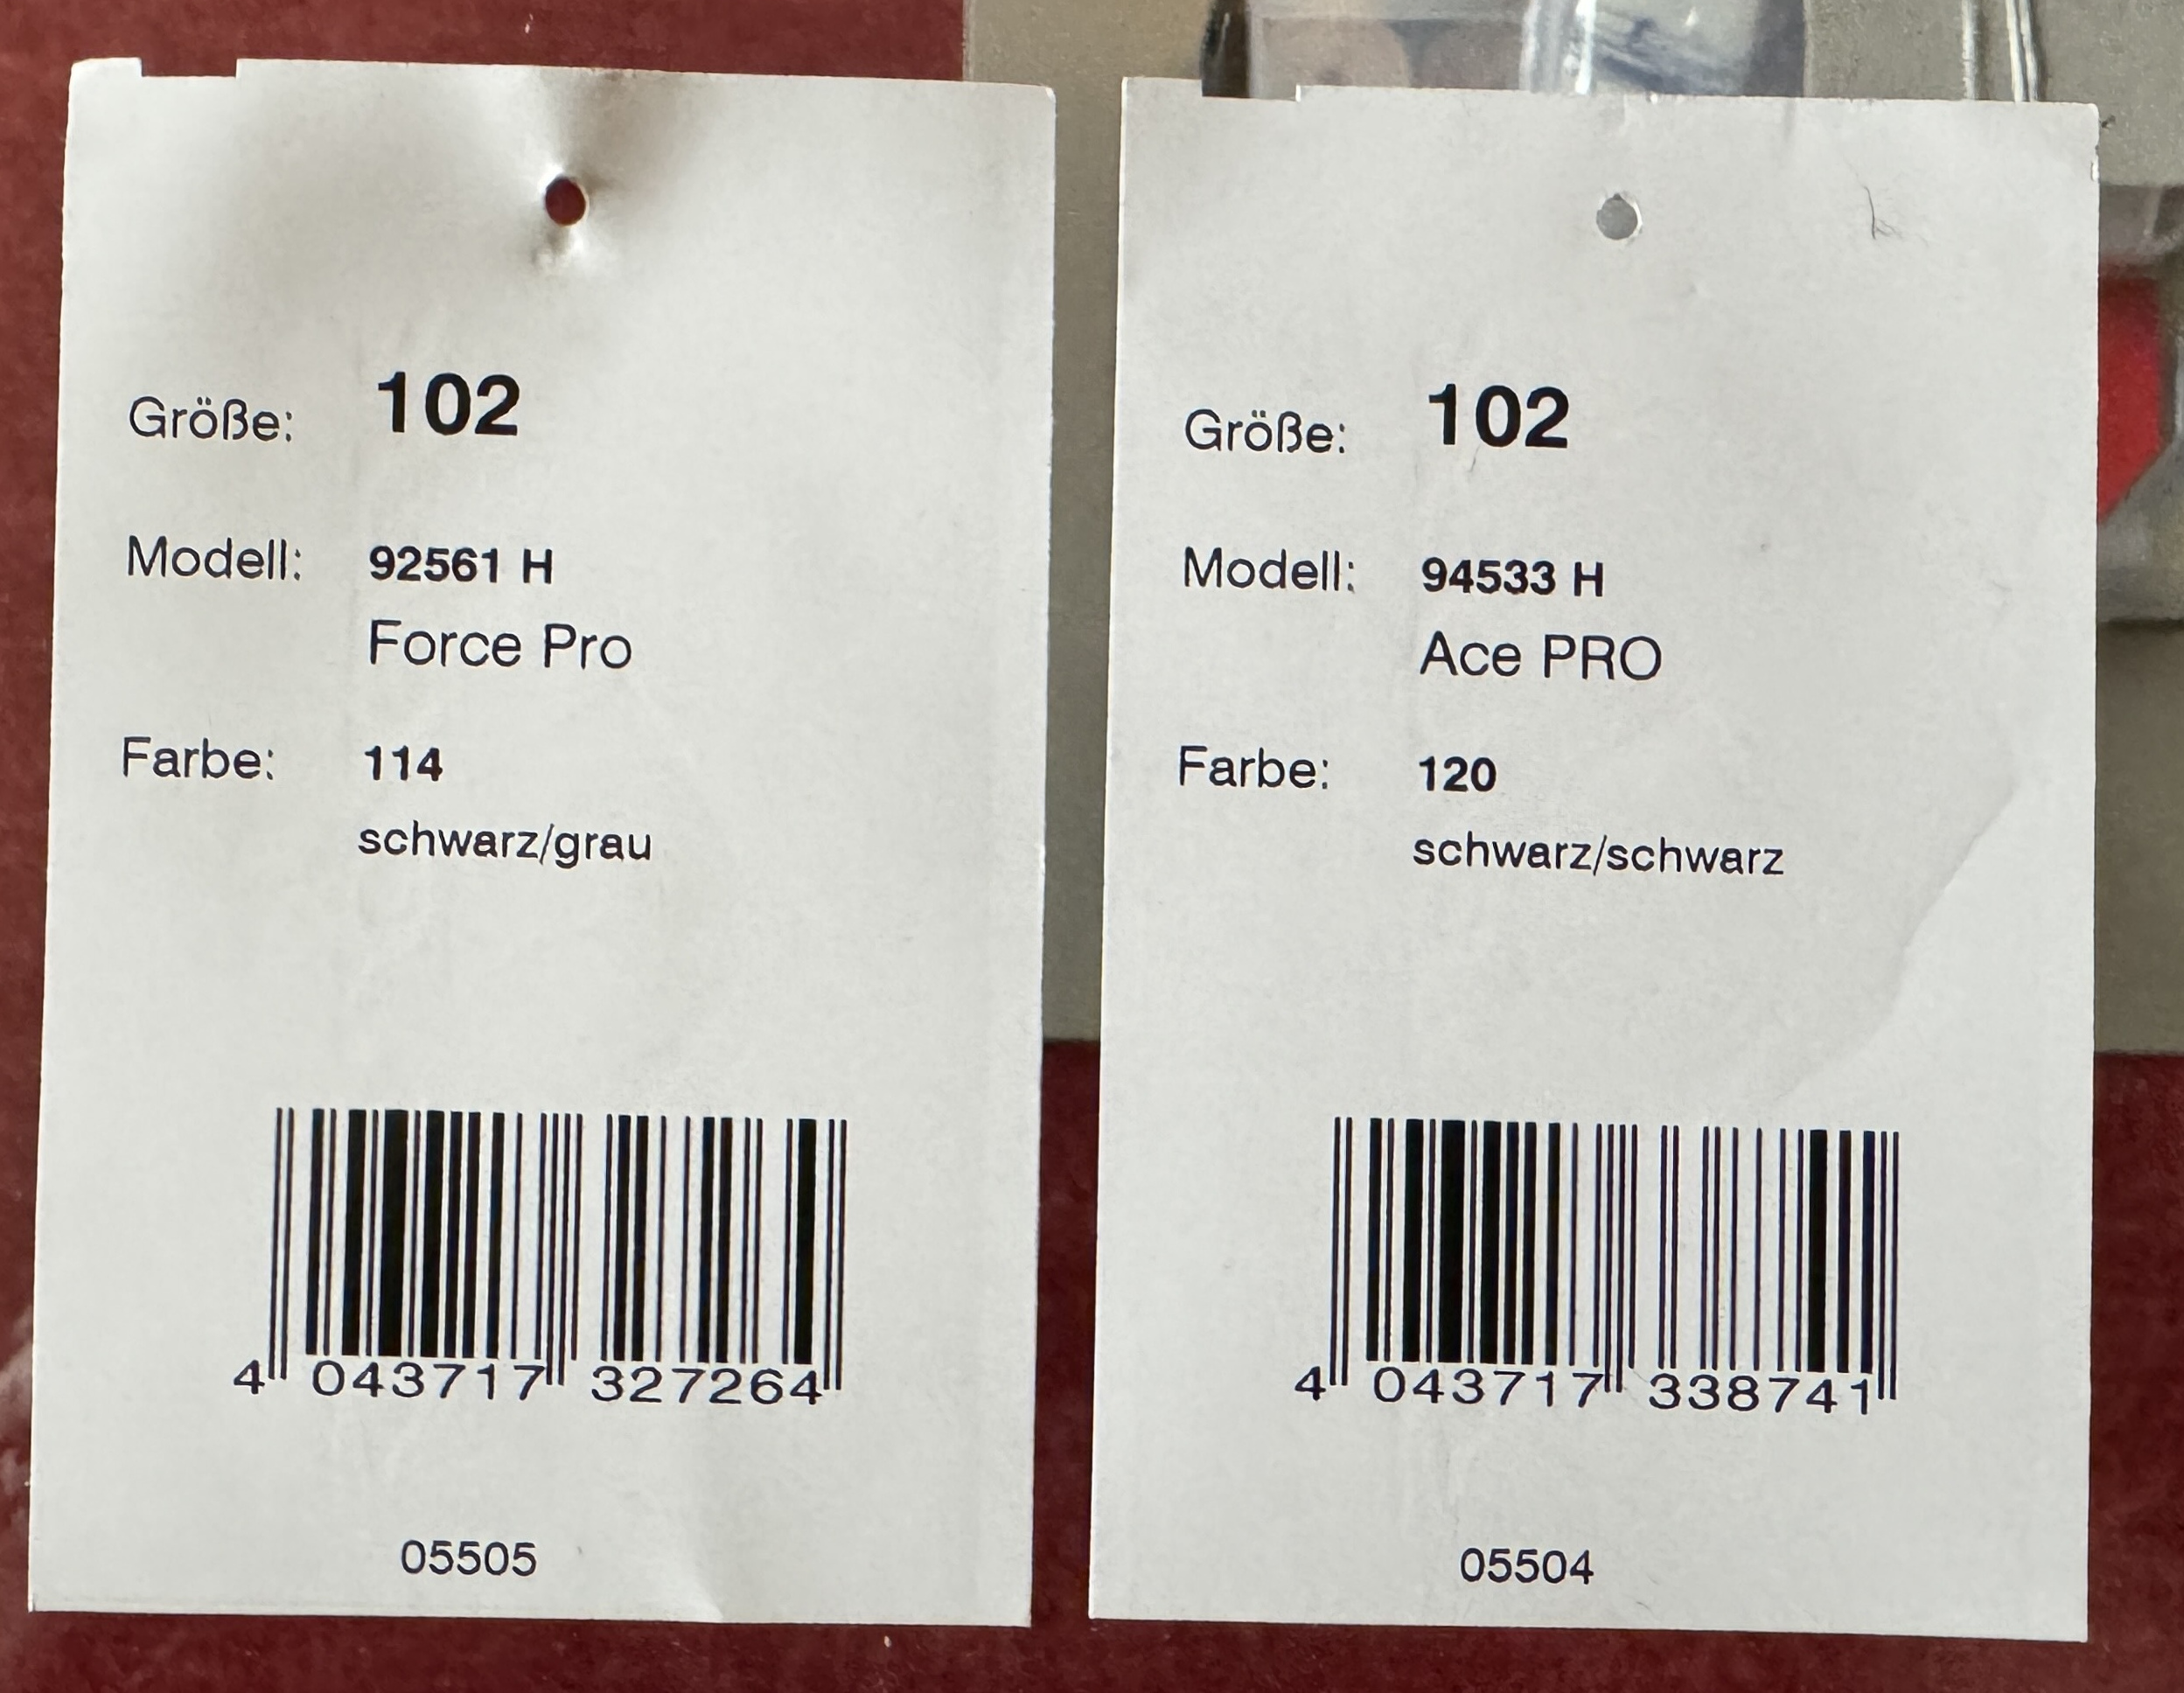 Größe: 102
Modell: 92561 H
Force Pro
Farbe: 114
schwarz/grau
4 043717 327264
05505
Größe: 102
Modell: 94533 H
Ace PRO
Farbe: 120
schwarz/schwarz
4 043717 338741
05504